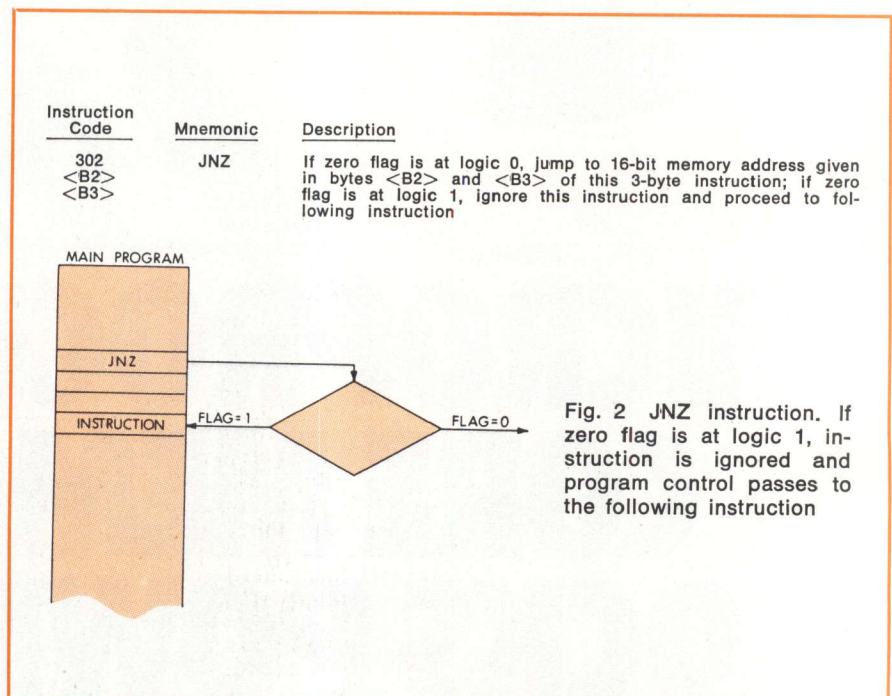 Instruction Code Mnemonic Description
302 JNZ If zero flag is at logic 0, jump to 16-bit memory address given
<B2> in bytes <B2> and <B3> of this 3-byte instruction; if zero
<B3> flag is at logic 1, ignore this instruction and proceed to fol-
lowing instruction
MAIN PROGRAM
JNZ
INSTRUCTION
FLAG=1
FLAG=0
Fig. 2 JNZ instruction. If
zero flag is at logic 1, in-
struction is ignored and
program control passes to
the following instruction